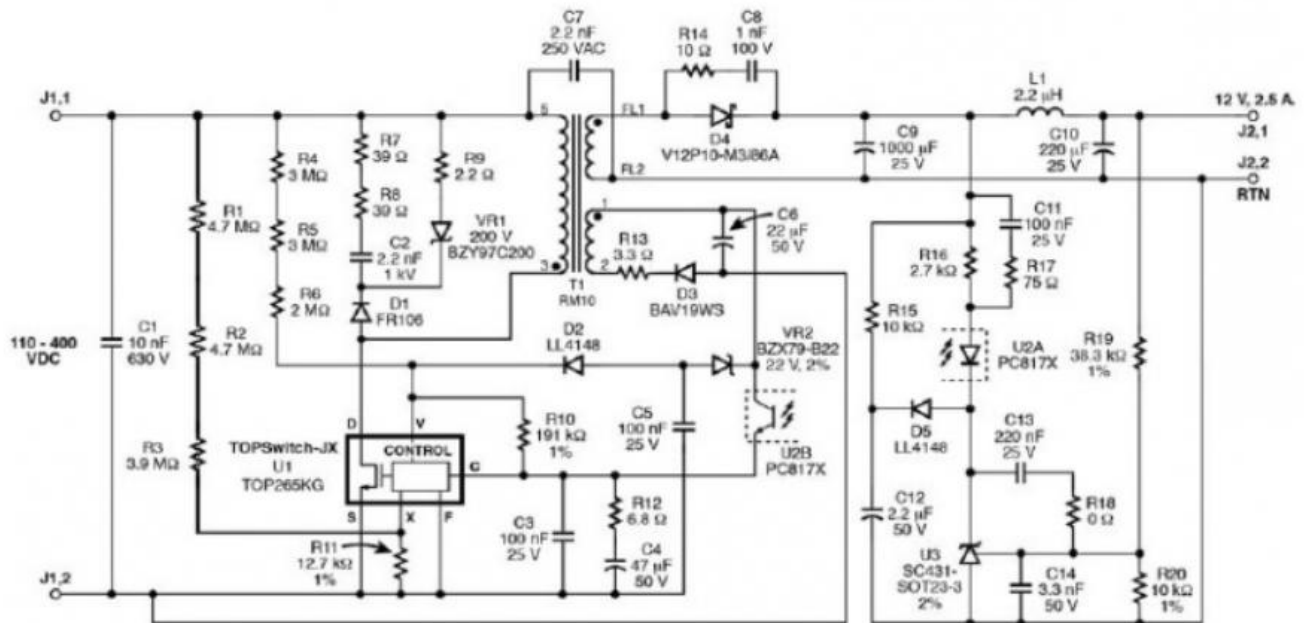 C7
2.2 nF
250 VAC
R14
10 Ω
C8
1 nF
100 V
L1
2.2 µH
J1,1
5
FL1
D4
V12P10-M3/86A
FL2
C9
1000 µF
25 V
C10
220 µF
25 V
12 V, 2.5 A.
J2,1
J2,2
RTN
R4
3 MΩ
R7
39 Ω
R9
2.2 Ω
R8
39 Ω
R1
4.7 MΩ
R5
3 MΩ
C2
2.2 nF
1 kV
VR1
200 V
BZY97C200
1
3
2
T1
RM10
R13
3.3 Ω
D3
BAV19WS
C6
22 µF
50 V
C11
100 nF
25 V
R16
2.7 kΩ
R17
75 Ω
R6
2 MΩ
D1
FR106
R15
10 kΩ
110 - 400
VDC
C1
10 nF
630 V
R2
4.7 MΩ
D2
LL4148
VR2
BZX79-B22
22 V, 2%
U2A
PC817X
R19
38.3 kΩ
1%
R3
3.9 MΩ
TOPSwitch-JX
U1
TOP265KG
D
V
CONTROL
C
S
X
F
R10
191 kΩ
1%
C5
100 nF
25 V
U2B
PC817X
D5
LL4148
C13
220 nF
25 V
R11
12.7 kΩ
1%
C3
100 nF
25 V
R12
6.8 Ω
C4
47 µF
50 V
C12
2.2 µF
50 V
R18
0 Ω
U3
SC431-
SOT23-3
2%
C14
3.3 nF
50 V
R20
10 kΩ
1%
J1,2